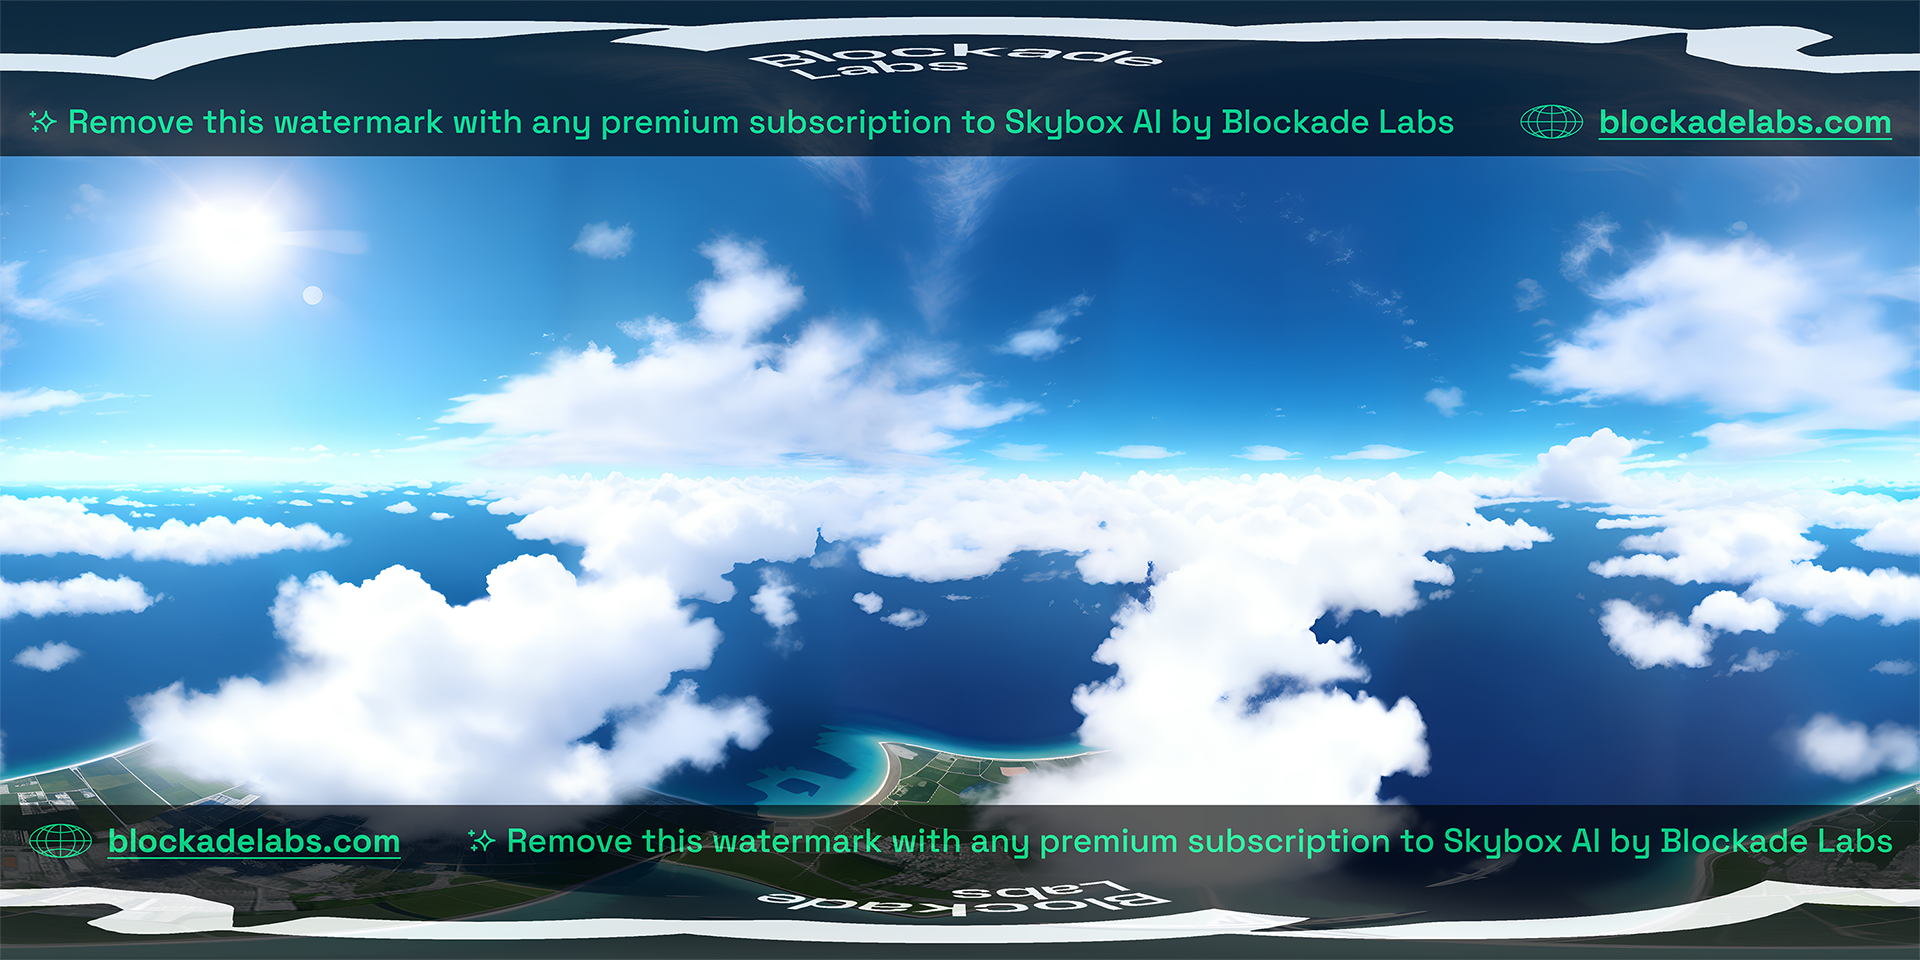 Blockade
Labs
Remove this watermark with any premium subscription to Skybox AI by Blockade Labs
blockadelabs.com
blockadelabs.com
Remove this watermark with any premium subscription to Skybox AI by Blockade Labs
Labs
Blockade